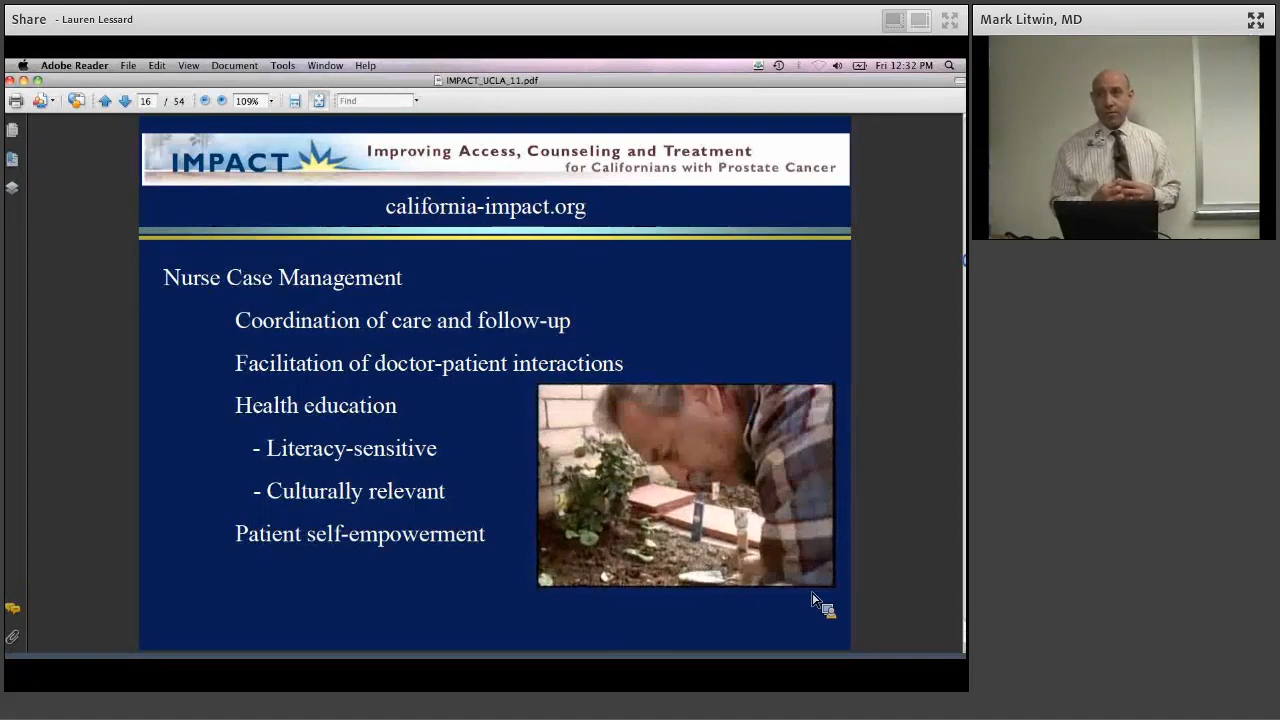 Share - Lauren Lessard
Mark Litwin, MD
Adobe Reader File Edit View Document Tools Window Help
Fri 12:32 PM
IMPACT_UCLA_11.pdf
16 / 54
109%
Find
IMPACT
Improving Access, Counseling and Treatment
for Californians with Prostate Cancer
california-impact.org
Nurse Case Management
Coordination of care and follow-up
Facilitation of doctor-patient interactions
Health education
- Literacy-sensitive
- Culturally relevant
Patient self-empowerment